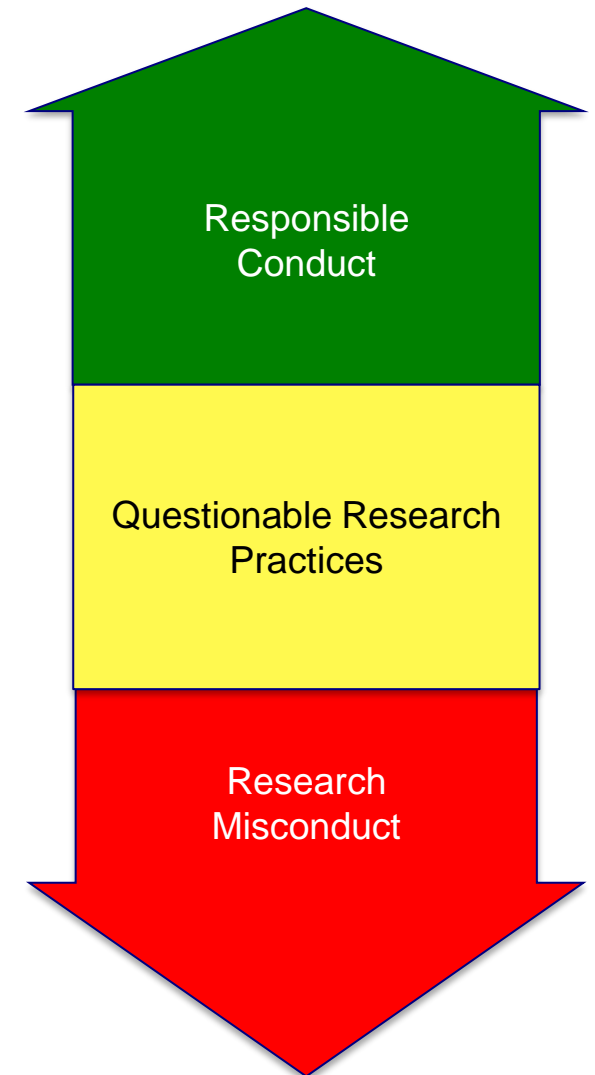 Responsible
Conduct
Questionable Research
Practices
Research
Misconduct